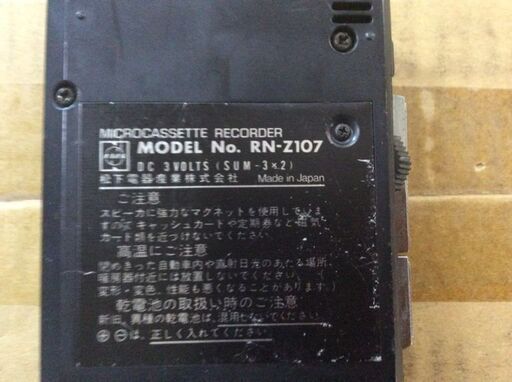 MICROCASSETTE RECORDER
MODEL No. RN-Z107
DC 3 VOLTS (SUM-3×2)
松下電器産業株式会社 Made in Japan
ご注意
スピーカに強力なマグネットを使用していま
すので キャッシュカードや定期券など磁気
カード類を近づけないでください。
高温にご注意
閉めきった自動車内や直射日光のあたる場所、
暖房器付近には放置しないでください。
変形・変色、性能も悪くなることがあります。)
乾電池の取扱い時のご注意
新旧、異種の乾電池は、混用しないでください。
⊕⊖は、正しく入れてください。